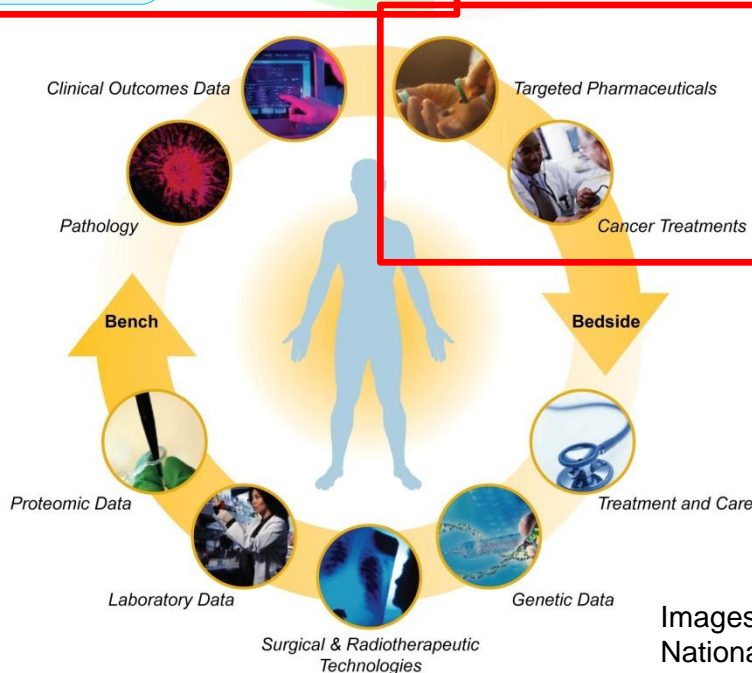 Clinical Outcomes Data
Targeted Pharmaceuticals
Pathology
Cancer Treatments
Bench
Bedside
Proteomic Data
Treatment and Care
Laboratory Data
Genetic Data
Surgical & Radiotherapeutic
Technologies
Images
Nationa